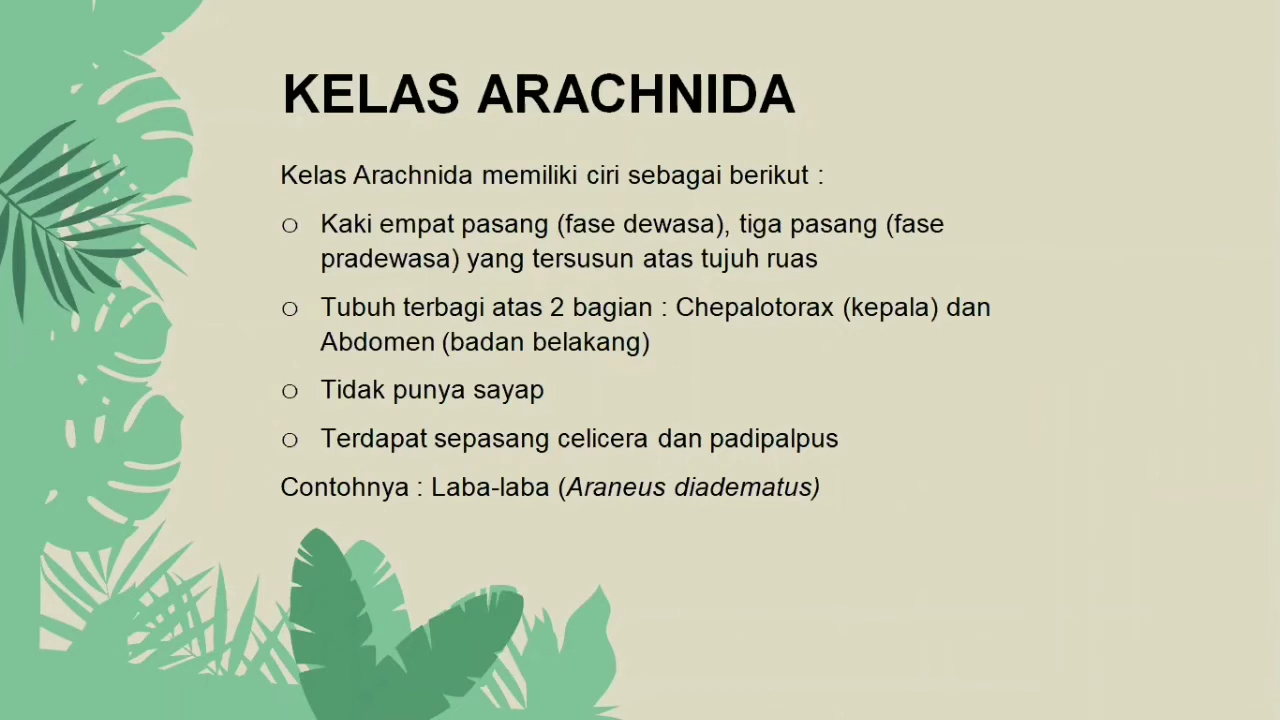 KELAS ARACHNIDA
Kelas Arachnida memiliki ciri sebagai berikut :
○ Kaki empat pasang (fase dewasa), tiga pasang (fase
pradewasa) yang tersusun atas tujuh ruas
○ Tubuh terbagi atas 2 bagian : Chepalotorax (kepala) dan
Abdomen (badan belakang)
○ Tidak punya sayap
○ Terdapat sepasang celicera dan padipalpus
Contohnya : Laba-laba (Araneus diadematus)